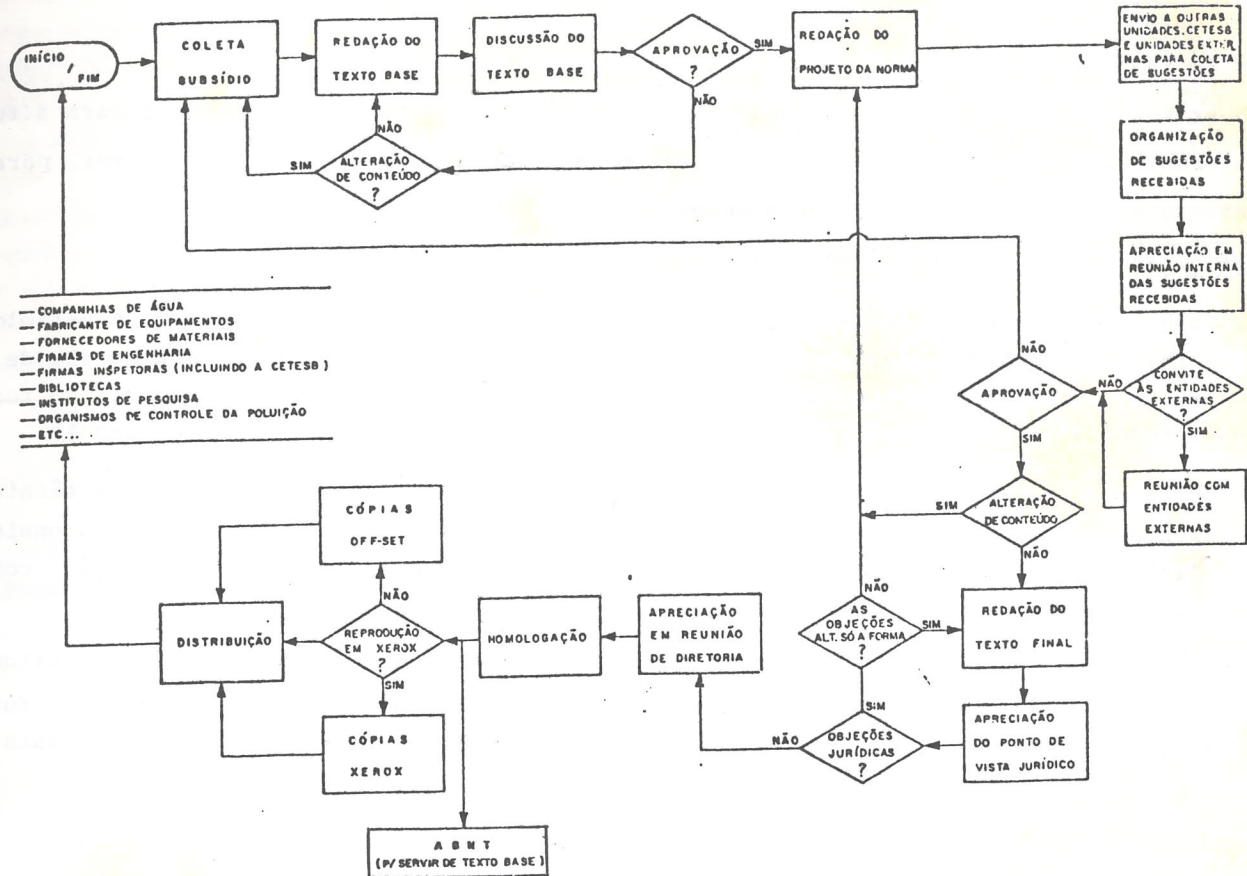 INÍCIO
/ FIM
COLETA
SUBSÍDIO
REDAÇÃO DO
TEXTO BASE
DISCUSSÃO DO
TEXTO BASE
APROVAÇÃO
?
SIM
NÃO
REDAÇÃO DO
PROJETO DA NORMA
ENVIO A OUTRAS
UNIDADES. CETESB
E UNIDADES EXTER
NAS PARA COLETA
DE SUGESTÕES
NÃO
SIM
ALTERAÇÃO
DE CONTEÚDO
?
ORGANIZAÇÃO
DE SUGESTÕES
RECEBIDAS
APRECIAÇÃO EM
REUNIÃO INTERNA
DAS SUGESTÕES
RECEBIDAS
— COMPANHIAS DE ÁGUA
— FABRICANTE DE EQUIPAMENTOS
— FORNECEDORES DE MATERIAIS
— FIRMAS DE ENGENHARIA
— FIRMAS INSPETORAS (INCLUINDO A CETESB)
— BIBLIOTECAS
— INSTITUTOS DE PESQUISA
— ORGANISMOS DE CONTROLE DA POLUIÇÃO
— ETC...
CONVITE
ÀS ENTIDADES
EXTERNAS
?
NÃO
SIM
REUNIÃO COM
ENTIDADES
EXTERNAS
NÃO
APROVAÇÃO
SIM
ALTERAÇÃO
DE CONTEÚDO
SIM
NÃO
REDAÇÃO DO
TEXTO FINAL
NÃO
AS
OBJEÇÕES
ALT. SÓ A FORMA
?
SIM
APRECIAÇÃO
DO PONTO DE
VISTA JURÍDICO
SIM
OBJEÇÕES
JURÍDICAS
?
NÃO
APRECIAÇÃO
EM REUNIÃO
DE DIRETORIA
HOMOLOGAÇÃO
CÓPIAS
OFF-SET
NÃO
REPRODUÇÃO
EM XEROX
?
SIM
DISTRIBUIÇÃO
CÓPIAS
XEROX
ABNT
(P/ SERVIR DE TEXTO BASE)